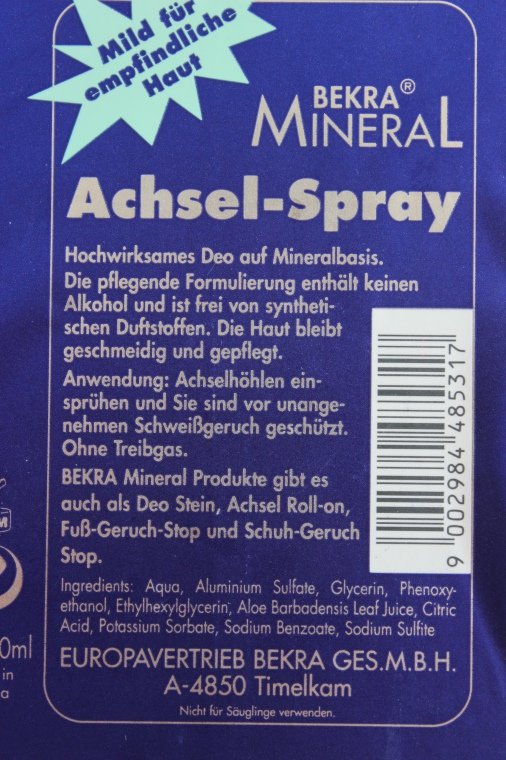 Mild für
empfindliche
Haut
BEKRA®
MINERAL
Achsel-Spray
Hochwirksames Deo auf Mineralbasis.
Die pflegende Formulierung enthält keinen
Alkohol und ist frei von syntheti-
schen Duftstoffen. Die Haut bleibt
geschmeidig und gepflegt.
Anwendung: Achselhöhlen ein-
sprühen und Sie sind vor unange-
nehmen Schweißgeruch geschützt.
Ohne Treibgas.
BEKRA Mineral Produkte gibt es
auch als Deo Stein, Achsel Roll-on,
Fuß-Geruch-Stop und Schuh-Geruch
Stop.
9 002984 485317
Ingredients: Aqua, Aluminium Sulfate, Glycerin, Phenoxy-
ethanol, Ethylhexylglycerin, Aloe Barbadensis Leaf Juice, Citric
Acid, Potassium Sorbate, Sodium Benzoate, Sodium Sulfite
EUROPAVERTRIEB BEKRA GES.M.B.H.
A-4850 Timelkam
Nicht für Säuglinge verwenden.
0ml
in
a